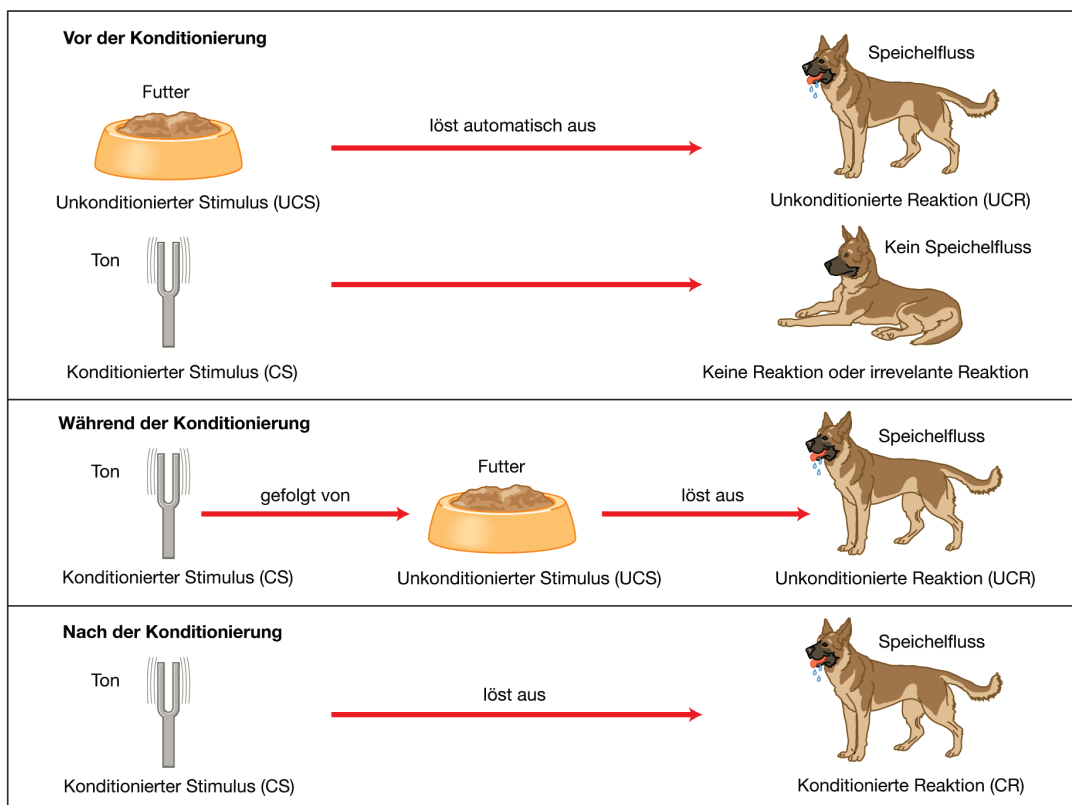 Vor der Konditionierung
Speichelfluss
Futter
löst automatisch aus
Unkonditionierter Stimulus (UCS)
Unkonditionierte Reaktion (UCR)
Ton
Kein Speichelfluss
Konditionierter Stimulus (CS)
Keine Reaktion oder irrevelante Reaktion
Während der Konditionierung
Speichelfluss
Ton
Futter
gefolgt von
löst aus
Konditionierter Stimulus (CS)
Unkonditionierter Stimulus (UCS)
Unkonditionierte Reaktion (UCR)
Nach der Konditionierung
Speichelfluss
Ton
löst aus
Konditionierter Stimulus (CS)
Konditionierte Reaktion (CR)